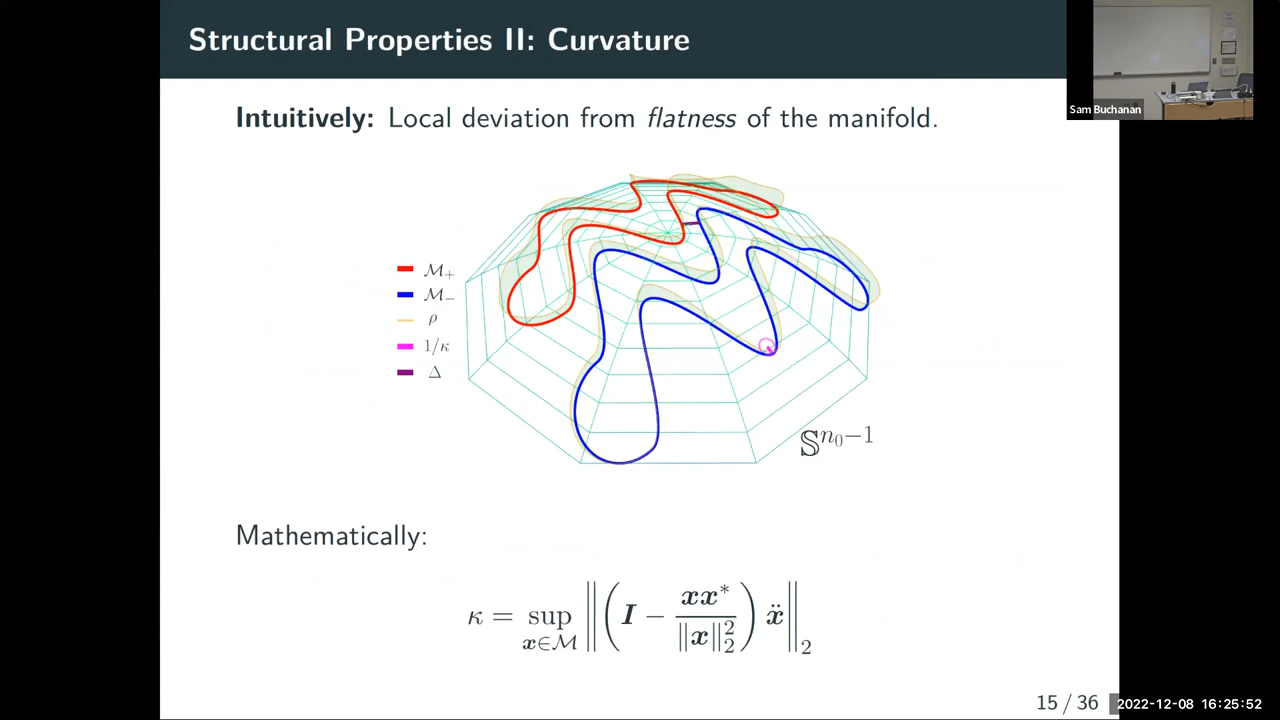 Structural Properties II: Curvature
Sam Buchanan
Intuitively: Local deviation from flatness of the manifold.
ℳ₊
ℳ₋
ρ
1/κ
Δ
𝕊^{n₀−1}
Mathematically:
κ = sup_{x∈ℳ} ‖(I − xx*/‖x‖₂²) ẍ‖₂
15 / 36
2022-12-08 16:25:52